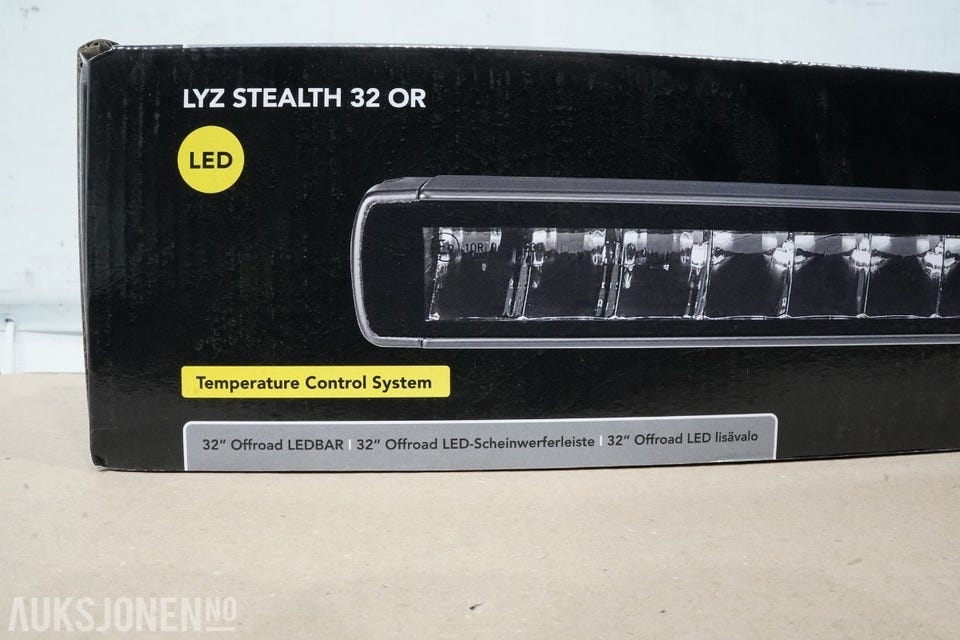 LYZ STEALTH 32 OR
LED
10R
Temperature Control System
32" Offroad LEDBAR | 32" Offroad LED-Scheinwerferleiste | 32" Offroad LED lisävalo
AUKSJONEN.NO